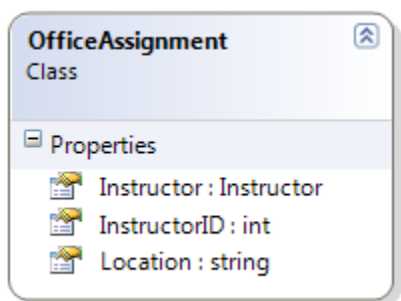 OfficeAssignment
Class
Properties
Instructor : Instructor
InstructorID : int
Location : string